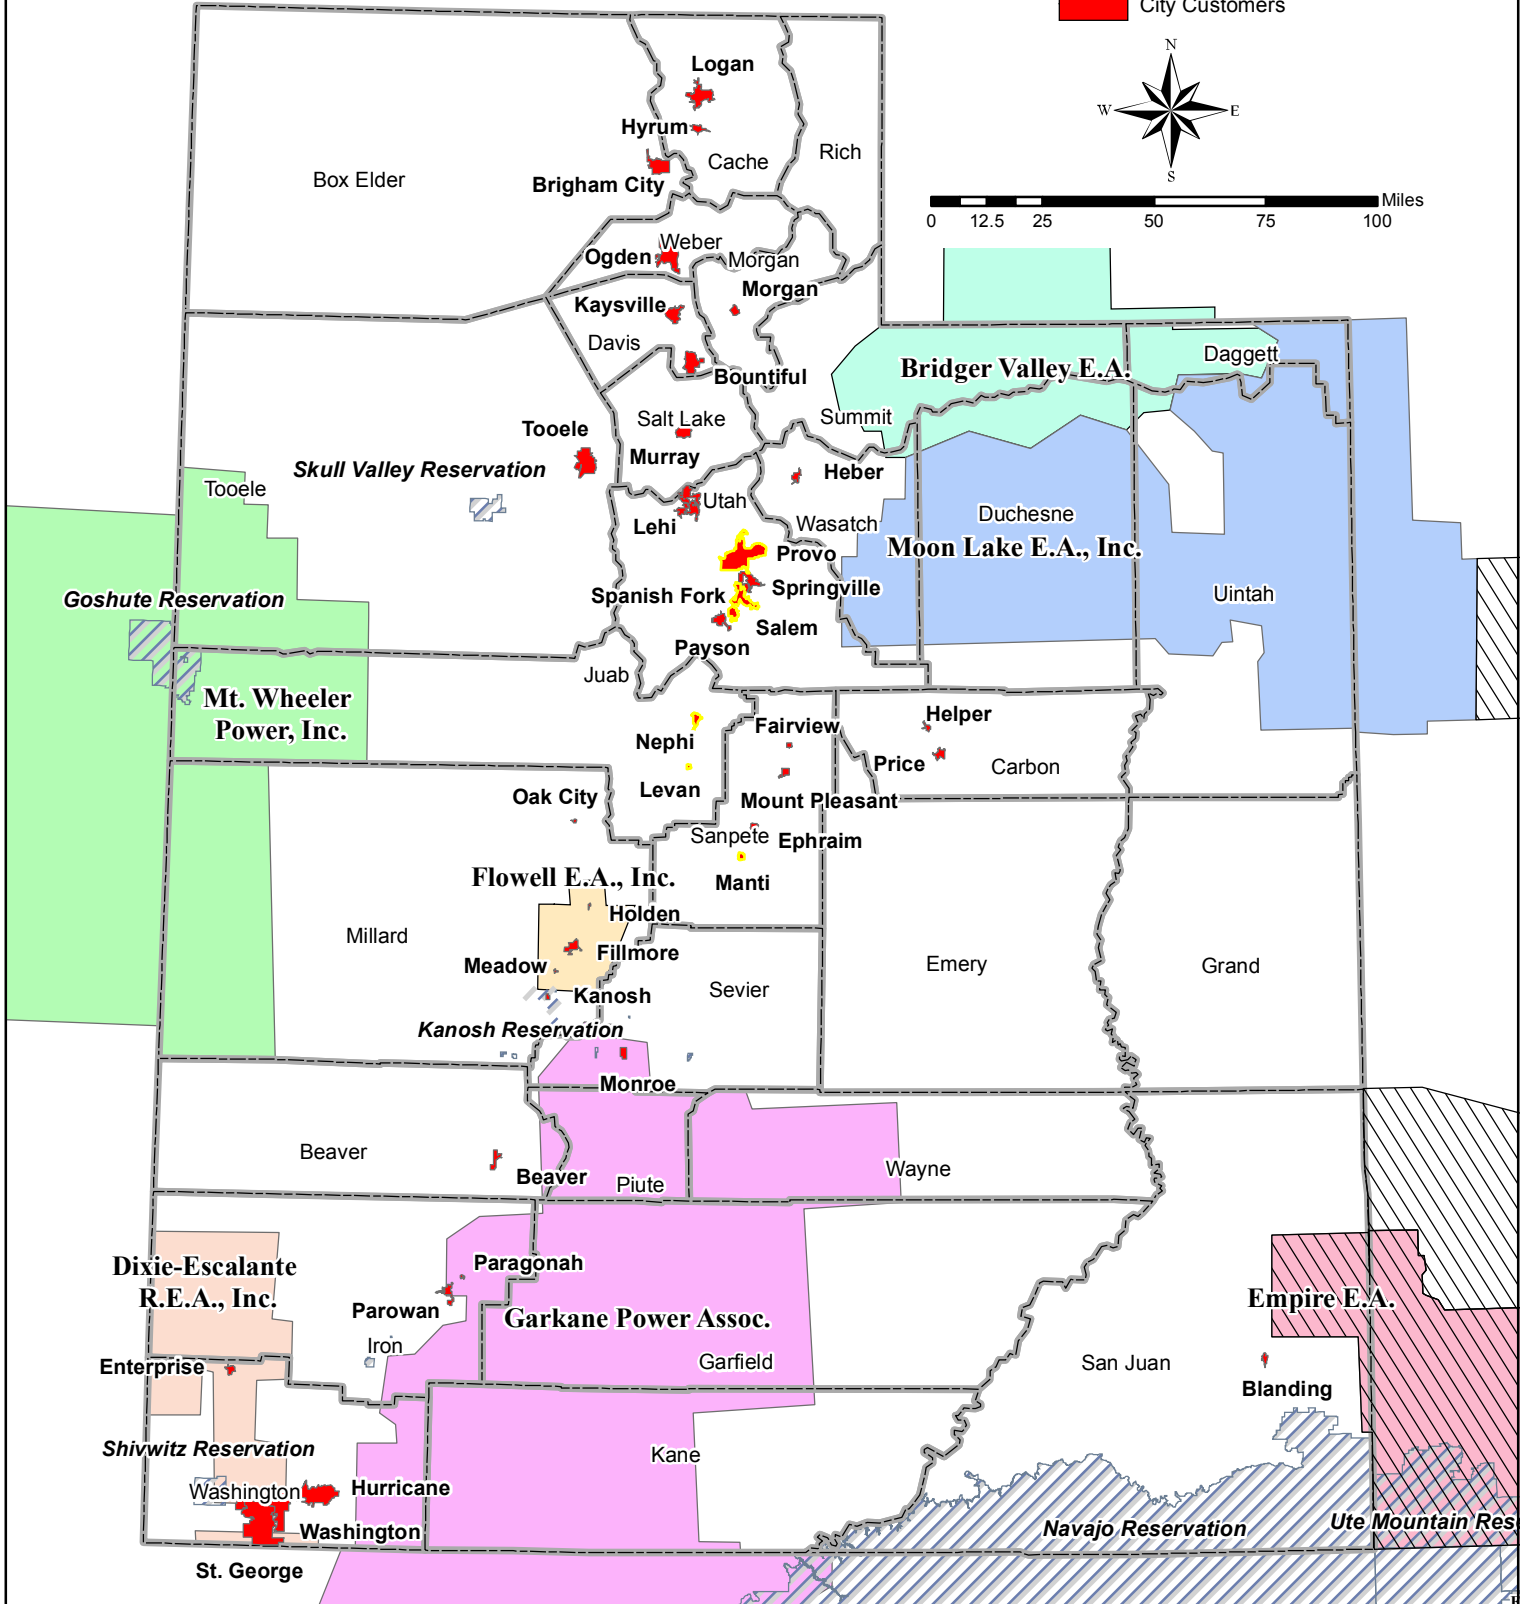 City Customers
N
W
E
S
Miles
0 12.5 25 50 75 100
Logan
Hyrum
Cache
Rich
Box Elder
Brigham City
Weber
Ogden
Morgan
Morgan
Kaysville
Davis
Bountiful
Bridger Valley E.A.
Daggett
Summit
Salt Lake
Tooele
Murray
Skull Valley Reservation
Heber
Tooele
Utah
Lehi
Wasatch
Duchesne
Moon Lake E.A., Inc.
Provo
Springville
Spanish Fork
Uintah
Goshute Reservation
Salem
Payson
Juab
Mt. Wheeler
Power, Inc.
Helper
Fairview
Nephi
Price
Carbon
Levan
Oak City
Mount Pleasant
Sanpete
Ephraim
Flowell E.A., Inc.
Manti
Holden
Millard
Fillmore
Meadow
Emery
Grand
Sevier
Kanosh
Kanosh Reservation
Monroe
Beaver
Beaver
Piute
Wayne
Dixie-Escalante
R.E.A., Inc.
Paragonah
Parowan
Garkane Power Assoc.
Empire E.A.
Iron
Enterprise
Garfield
San Juan
Blanding
Shivwitz Reservation
Kane
Washington
Hurricane
Washington
Navajo Reservation
Ute Mountain Res
St. George